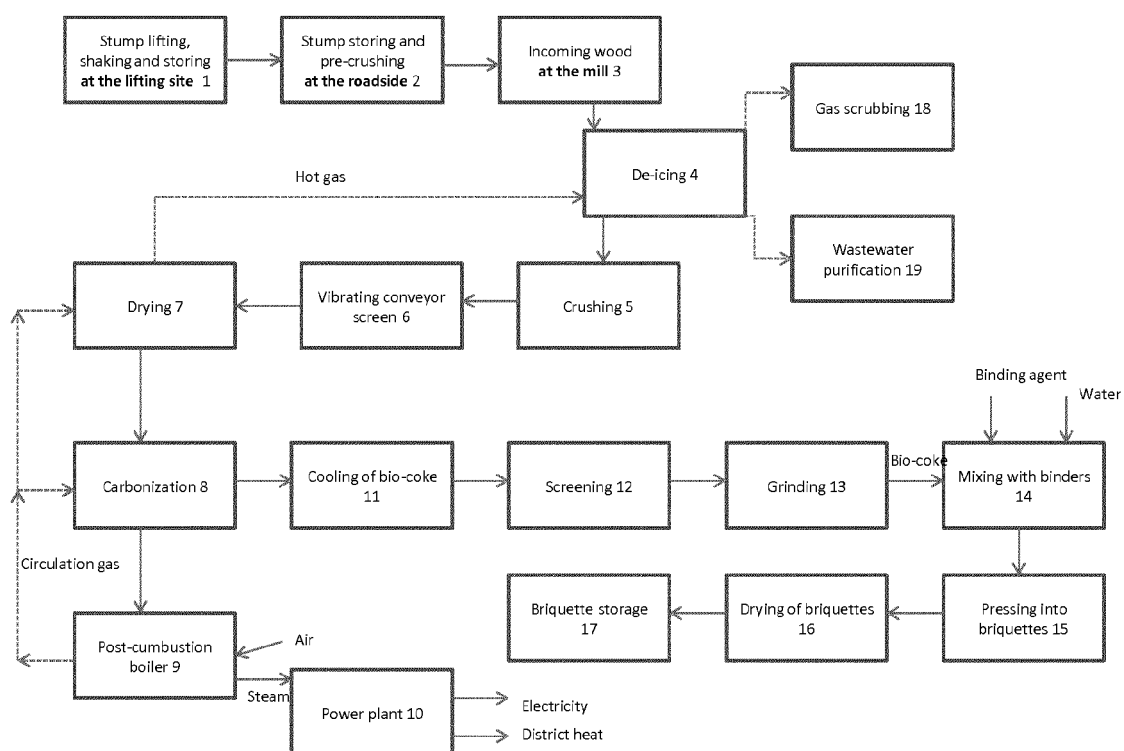 Stump lifting,
shaking and storing
at the lifting site 1
Stump storing and
pre-crushing
at the roadside 2
Incoming wood
at the mill 3
Gas scrubbing 18
De-icing 4
Hot gas
Wastewater
purification 19
Drying 7
Vibrating conveyor
screen 6
Crushing 5
Binding agent
Water
Carbonization 8
Cooling of bio-coke
11
Screening 12
Grinding 13
Bio-coke
Mixing with binders
14
Circulation gas
Briquette storage
17
Drying of briquettes
16
Pressing into
briquettes 15
Post-cumbustion
boiler 9
Air
Steam
Power plant 10
Electricity
District heat